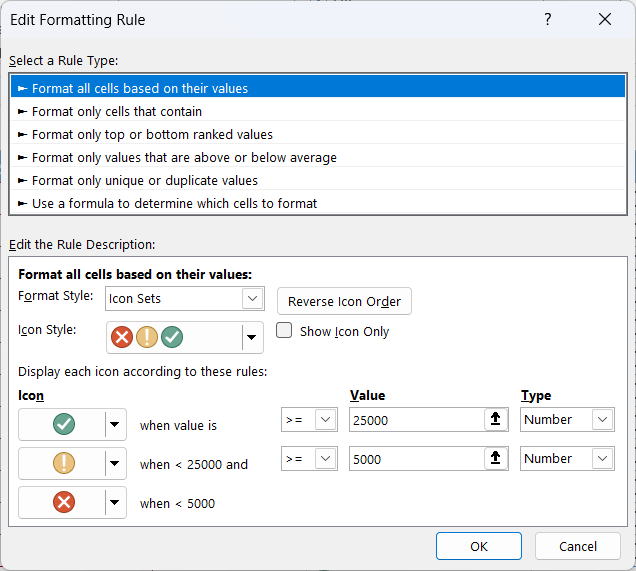 Edit Formatting Rule ?
Select a Rule Type:
► Format all cells based on their values
► Format only cells that contain
► Format only top or bottom ranked values
► Format only values that are above or below average
► Format only unique or duplicate values
► Use a formula to determine which cells to format
Edit the Rule Description:
Format all cells based on their values:
Format Style: Icon Sets Reverse Icon Order
Icon Style: Show Icon Only
Display each icon according to these rules:
Icon Value Type
when value is >= 25000 Number
when < 25000 and >= 5000 Number
when < 5000
OK Cancel